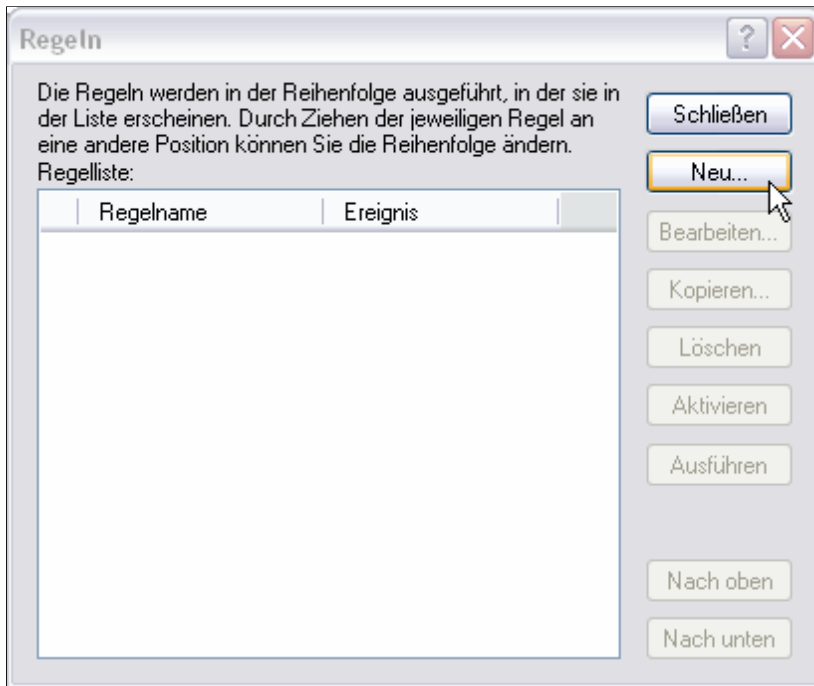 Regeln
Die Regeln werden in der Reihenfolge ausgeführt, in der sie in
der Liste erscheinen. Durch Ziehen der jeweiligen Regel an
eine andere Position können Sie die Reihenfolge ändern.
Regelliste:
Regelname Ereignis
Schließen
Neu...
Bearbeiten...
Kopieren...
Löschen
Aktivieren
Ausführen
Nach oben
Nach unten